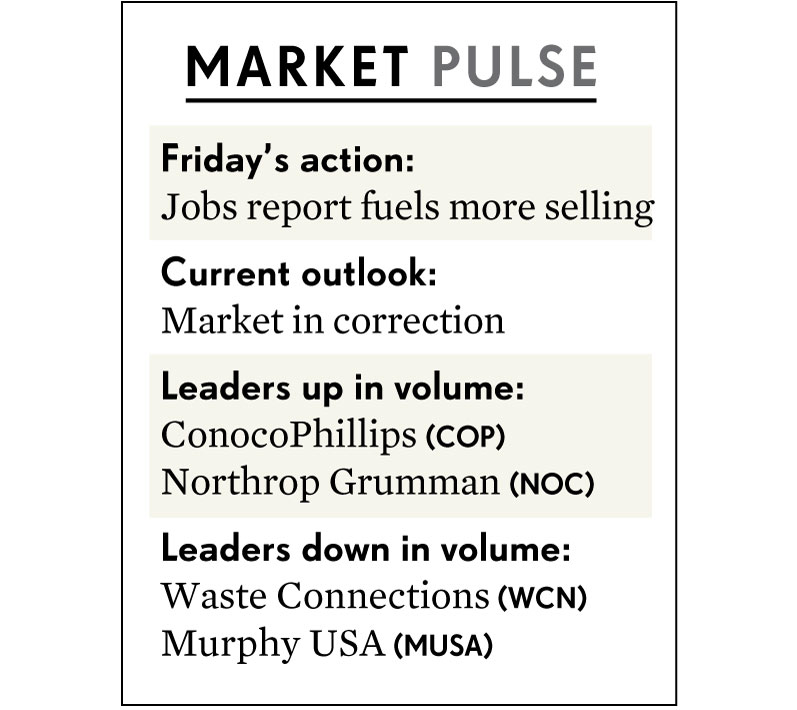 MARKET PULSE
Friday’s action:
Jobs report fuels more selling
Current outlook:
Market in correction
Leaders up in volume:
ConocoPhillips (COP)
Northrop Grumman (NOC)
Leaders down in volume:
Waste Connections (WCN)
Murphy USA (MUSA)